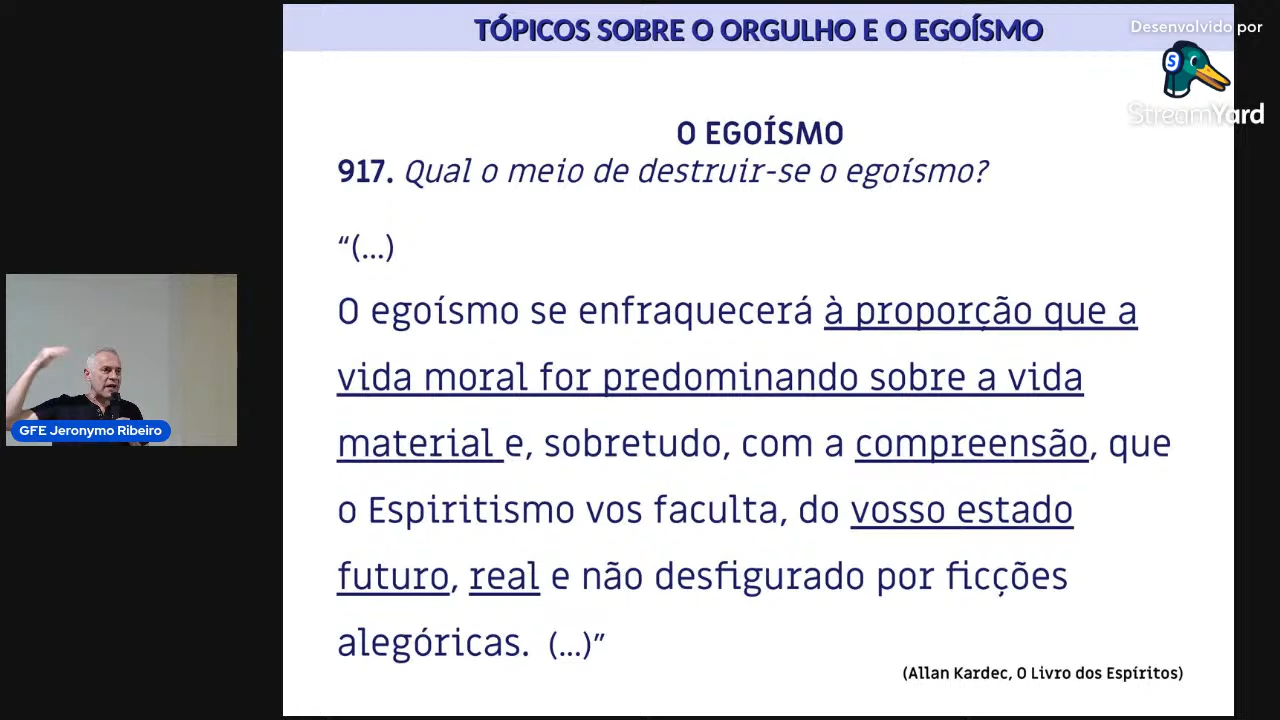 TÓPICOS SOBRE O ORGULHO E O EGOÍSMO
Desenvolvido por
S
StreamYard
O EGOÍSMO
917. Qual o meio de destruir-se o egoísmo?
“(...)
O egoísmo se enfraquecerá à proporção que a
vida moral for predominando sobre a vida
material e, sobretudo, com a compreensão, que
o Espiritismo vos faculta, do vosso estado
futuro, real e não desfigurado por ficções
alegóricas. (...)”
(Allan Kardec, O Livro dos Espíritos)
GFE Jeronymo Ribeiro